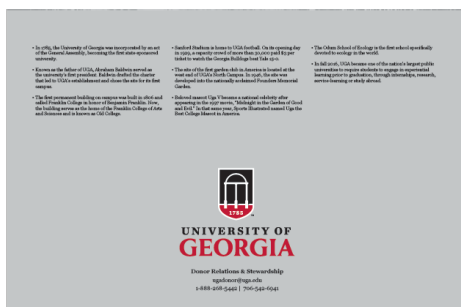 • In 1785, the University of Georgia was incorporated by an act
of the General Assembly, becoming the first state-sponsored
university.
• Known as the father of UGA, Abraham Baldwin served as
the university's first president. Baldwin drafted the charter
that led to UGA's establishment and chose the site for its first
campus.
• The first permanent building on campus was built in 1806 and
called Franklin College in honor of Benjamin Franklin. Now,
the building serves as the home of the Franklin College of Arts
and Sciences and is known as Old College.
• Sanford Stadium is home to UGA football. On its opening day
in 1929, a capacity crowd of more than 30,000 paid $3 per
ticket to watch the Georgia Bulldogs beat Yale 15-0.
• The site of the first garden club in America is located at the
west end of UGA's North Campus. In 1946, the site was
developed into the nationally acclaimed Founders Memorial
Garden.
• Beloved mascot Uga V became a national celebrity after
appearing in the 1997 movie, "Midnight in the Garden of Good
and Evil." In that same year, Sports Illustrated named Uga the
Best College Mascot in America.
• The Odum School of Ecology is the first school specifically
devoted to ecology in the world.
• In fall 2016, UGA became one of the nation's largest public
universities to require students to engage in experiential
learning prior to graduation, through internships, research,
service-learning or study abroad.
1785
UNIVERSITY OF
GEORGIA
Donor Relations & Stewardship
ugadonor@uga.edu
1-888-268-5442 | 706-542-6941